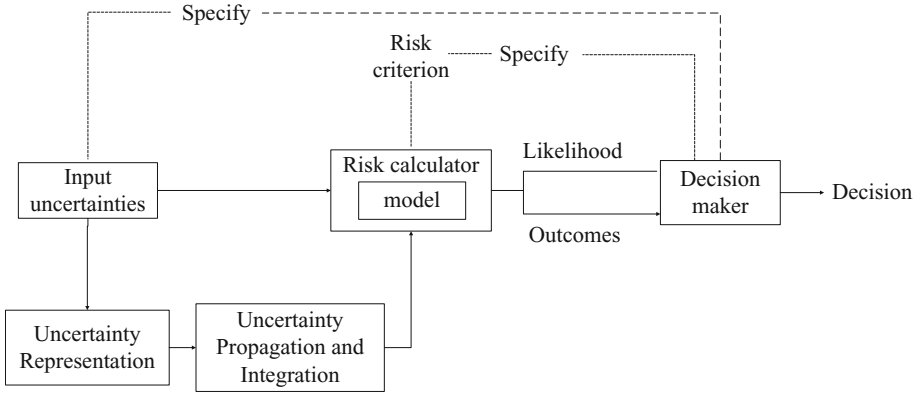 Specify
Risk
criterion
Specify
Input
uncertainties
Risk calculator
model
Likelihood
Outcomes
Decision
maker
Decision
Uncertainty
Representation
Uncertainty
Propagation and
Integration